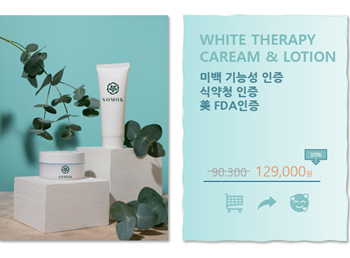 SOMOK
WHITE THERAPY
CAREAM & LOTION
미백 기능성 인증
식약청 인증
美 FDA인증
30%
90.300 129,000원